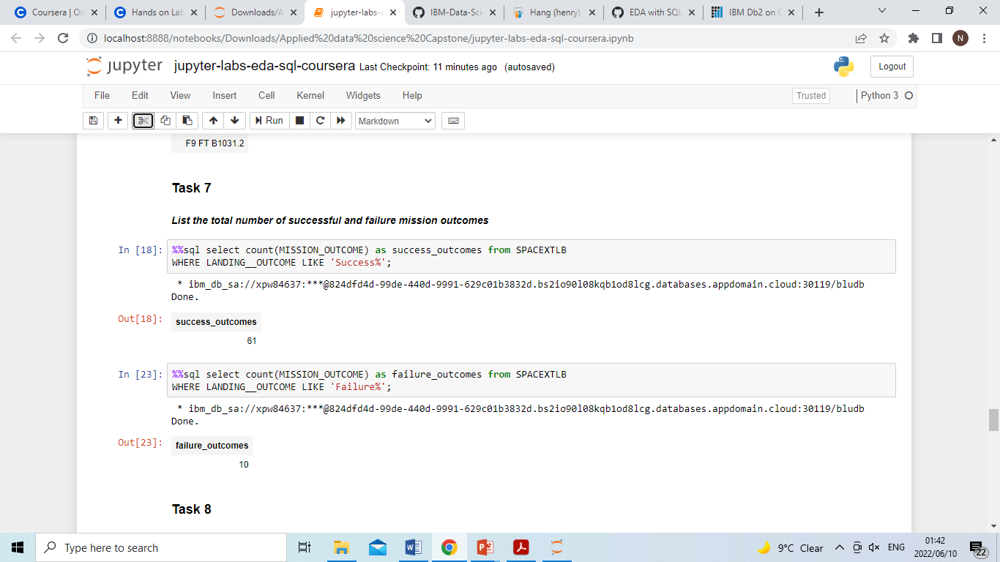 Coursera | On
Hands on Lab
Downloads/A
jupyter-labs-e
IBM-Data-Scie
Hang (henry)
EDA with SQL
IBM Db2 on C
localhost:8888/notebooks/Downloads/Applied%20data%20science%20Capstone/jupyter-labs-eda-sql-coursera.ipynb
N
jupyter jupyter-labs-eda-sql-coursera Last Checkpoint: 11 minutes ago (autosaved)
Logout
File Edit View Insert Cell Kernel Widgets Help
Trusted
Python 3
Run
Markdown
F9 FT B1031.2
Task 7
List the total number of successful and failure mission outcomes
In [18]: %%sql select count(MISSION_OUTCOME) as success_outcomes from SPACEXTLB
WHERE LANDING__OUTCOME LIKE 'Success%';
* ibm_db_sa://xpw84637:***@824dfd4d-99de-440d-9991-629c01b3832d.bs2io90l08kqb1od8lcg.databases.appdomain.cloud:30119/bludb
Done.
Out[18]: success_outcomes
61
In [23]: %%sql select count(MISSION_OUTCOME) as failure_outcomes from SPACEXTLB
WHERE LANDING__OUTCOME LIKE 'Failure%';
* ibm_db_sa://xpw84637:***@824dfd4d-99de-440d-9991-629c01b3832d.bs2io90l08kqb1od8lcg.databases.appdomain.cloud:30119/bludb
Done.
Out[23]: failure_outcomes
10
Task 8
Type here to search
9°C Clear
ENG
01:42
2022/06/10
22